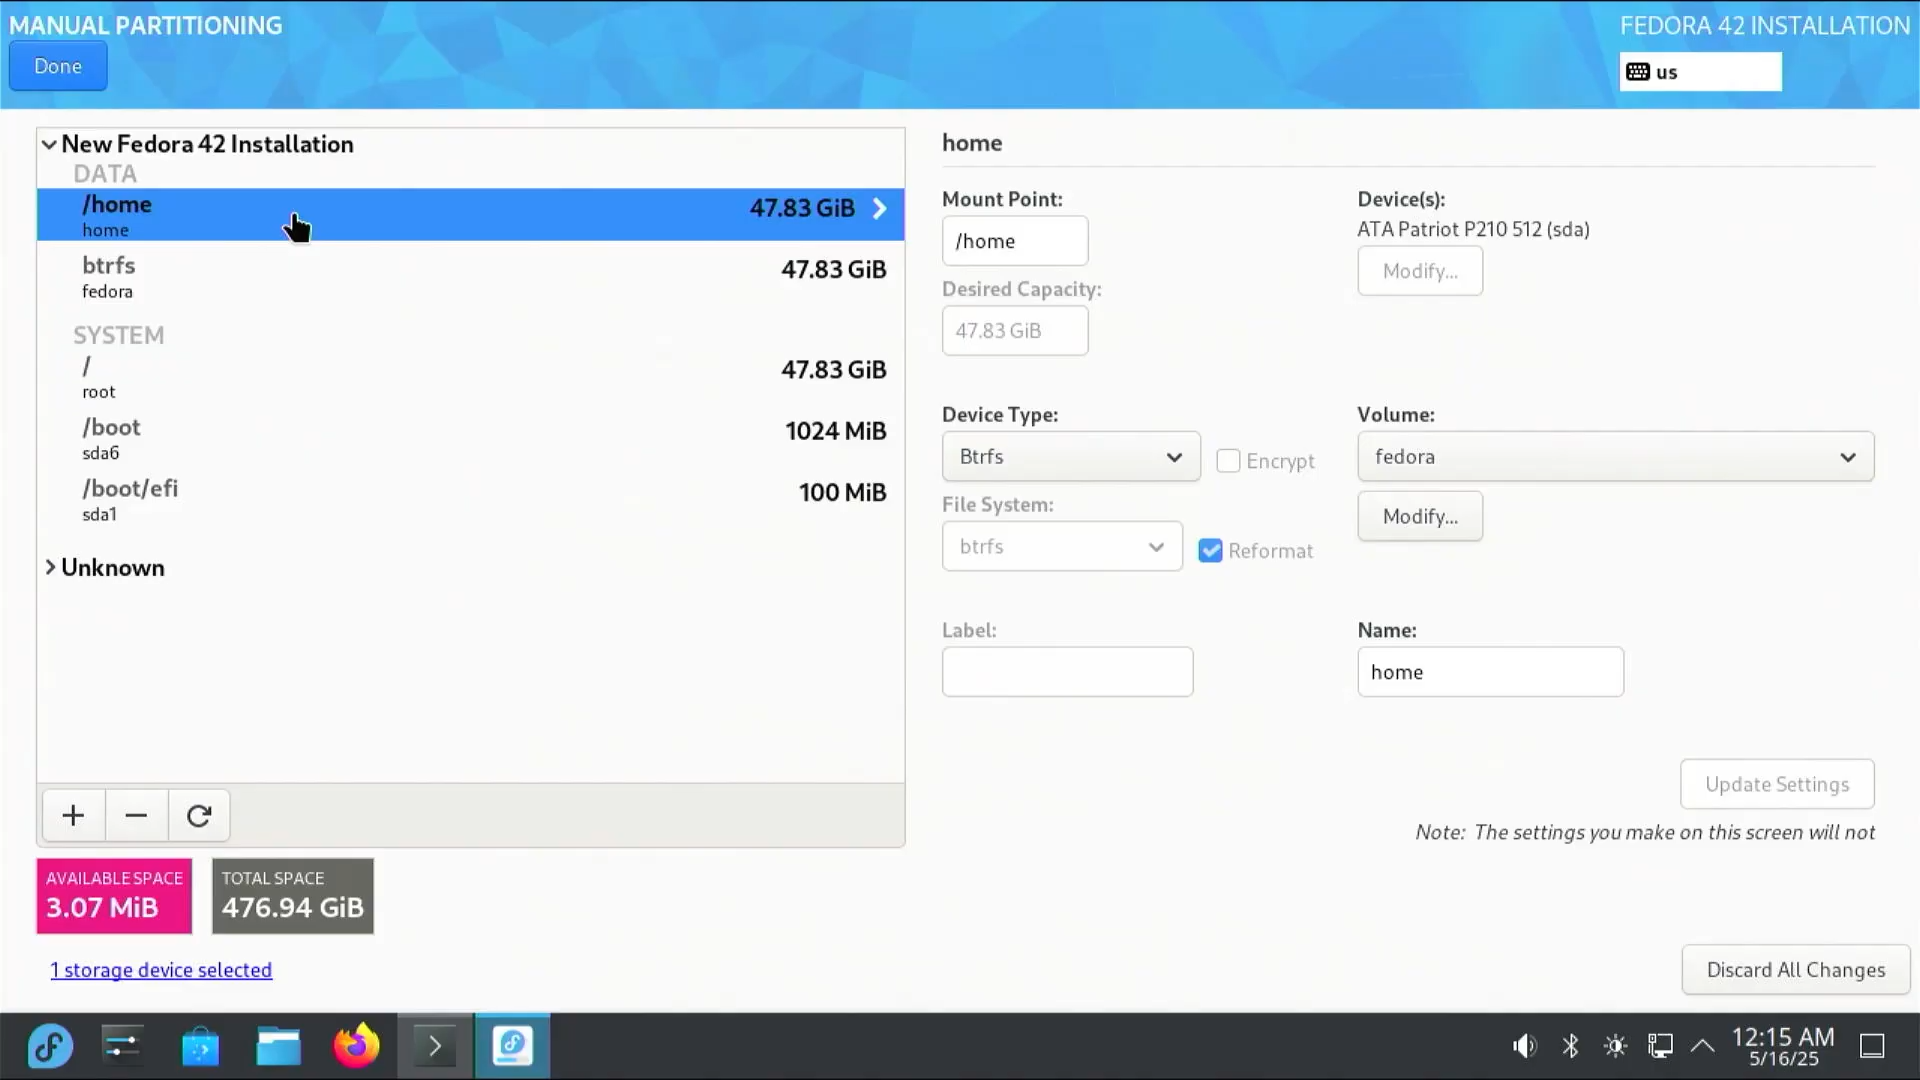 MANUAL PARTITIONING
FEDORA 42 INSTALLATION
Done
us
New Fedora 42 Installation
DATA
/home
47.83 GiB
home
btrfs
47.83 GiB
fedora
SYSTEM
/
47.83 GiB
root
/boot
1024 MiB
sda6
/boot/efi
100 MiB
sda1
Unknown
AVAILABLE SPACE
3.07 MiB
TOTAL SPACE
476.94 GiB
1 storage device selected
home
Mount Point:
/home
Desired Capacity:
47.83 GiB
Device(s):
ATA Patriot P210 512 (sda)
Modify...
Device Type:
Btrfs
Encrypt
Volume:
fedora
File System:
btrfs
Reformat
Modify...
Label:
Name:
home
Update Settings
Note: The settings you make on this screen will not
Discard All Changes
12:15 AM
5/16/25